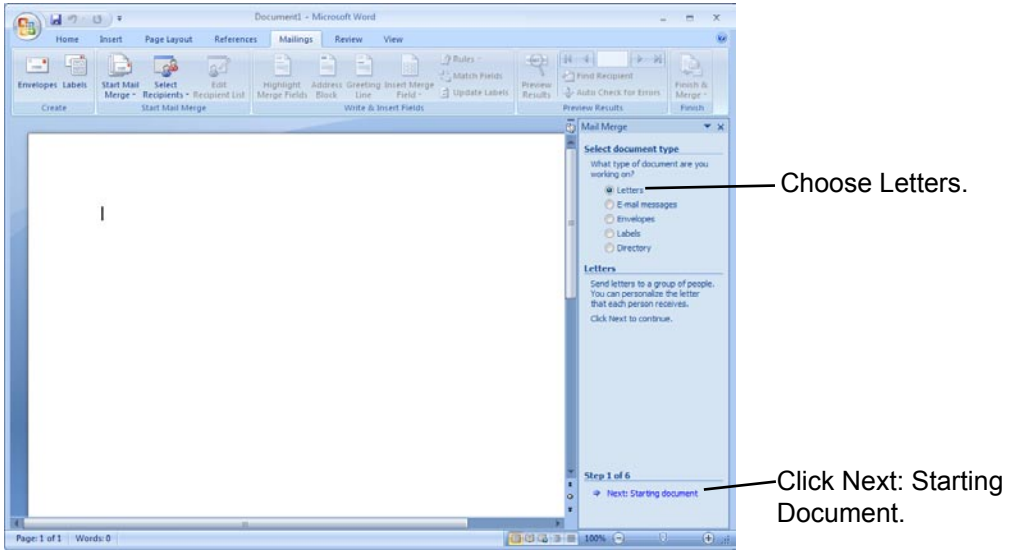 Document1 - Microsoft Word
Home Insert Page Layout References Mailings Review View
Envelopes Labels
Create
Start Mail Merge
Select Recipients
Edit Recipient List
Start Mail Merge
Highlight Merge Fields
Address Block
Greeting Line
Insert Merge Field
Rules
Match Fields
Update Labels
Write & Insert Fields
Preview Results
Find Recipient
Auto Check for Errors
Preview Results
Finish & Merge
Finish
Mail Merge
Select document type
What type of document are you
working on?
Letters
E-mail messages
Envelopes
Labels
Directory
Letters
Send letters to a group of people.
You can personalize the letter
that each person receives.
Click Next to continue.
Step 1 of 6
Next: Starting document
Page: 1 of 1 Words: 0
100%
Choose Letters.
Click Next: Starting
Document.